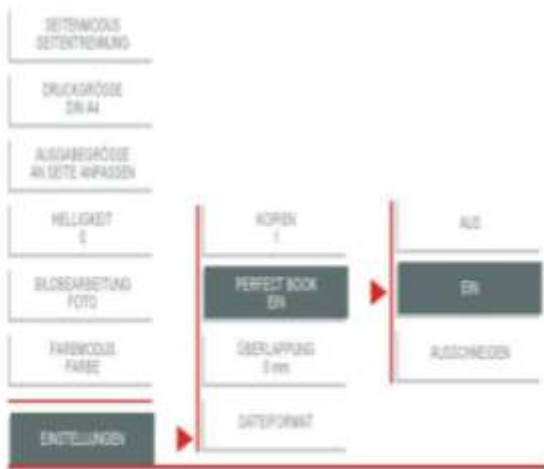 SEITENMODUS
SEITENTRENNUNG
DRUCKGRÖSSE
DIN A4
AUSGABEGRÖSSE
AN SEITE ANPASSEN
HELLIGKEIT
0
BILDBEARBEITUNG
FOTO
FARBMODUS
FARBE
EINSTELLUNGEN
KOPIEN
1
PERFECT BOOK
EIN
ÜBERLAPPUNG
0 mm
DATEIFORMAT
AUS
EIN
AUSSCHNEIDEN